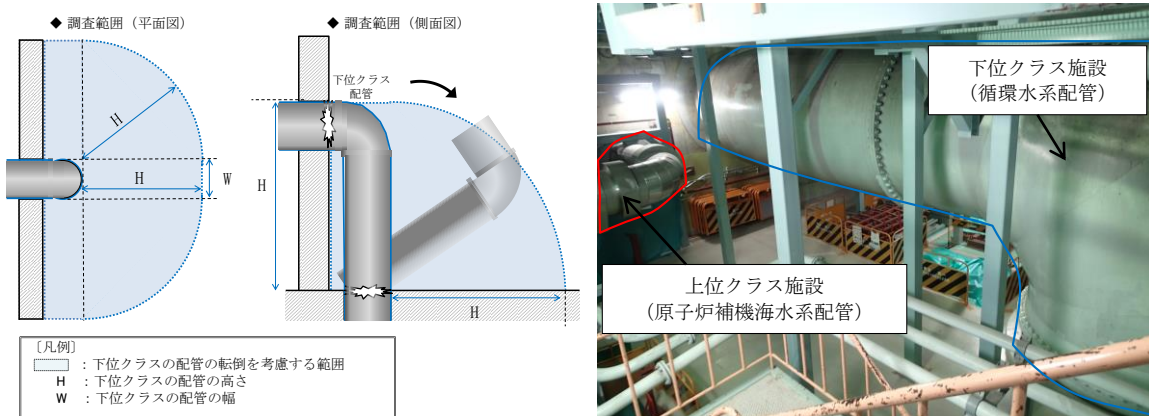 ◆ 調査範囲（平面図）
H
H
W
◆ 調査範囲（側面図）
下位クラス
配管
H
H
〔凡例〕
：下位クラスの配管の転倒を考慮する範囲
H ：下位クラスの配管の高さ
W ：下位クラスの配管の幅
下位クラス施設
（循環水系配管）
上位クラス施設
（原子炉補機海水系配管）